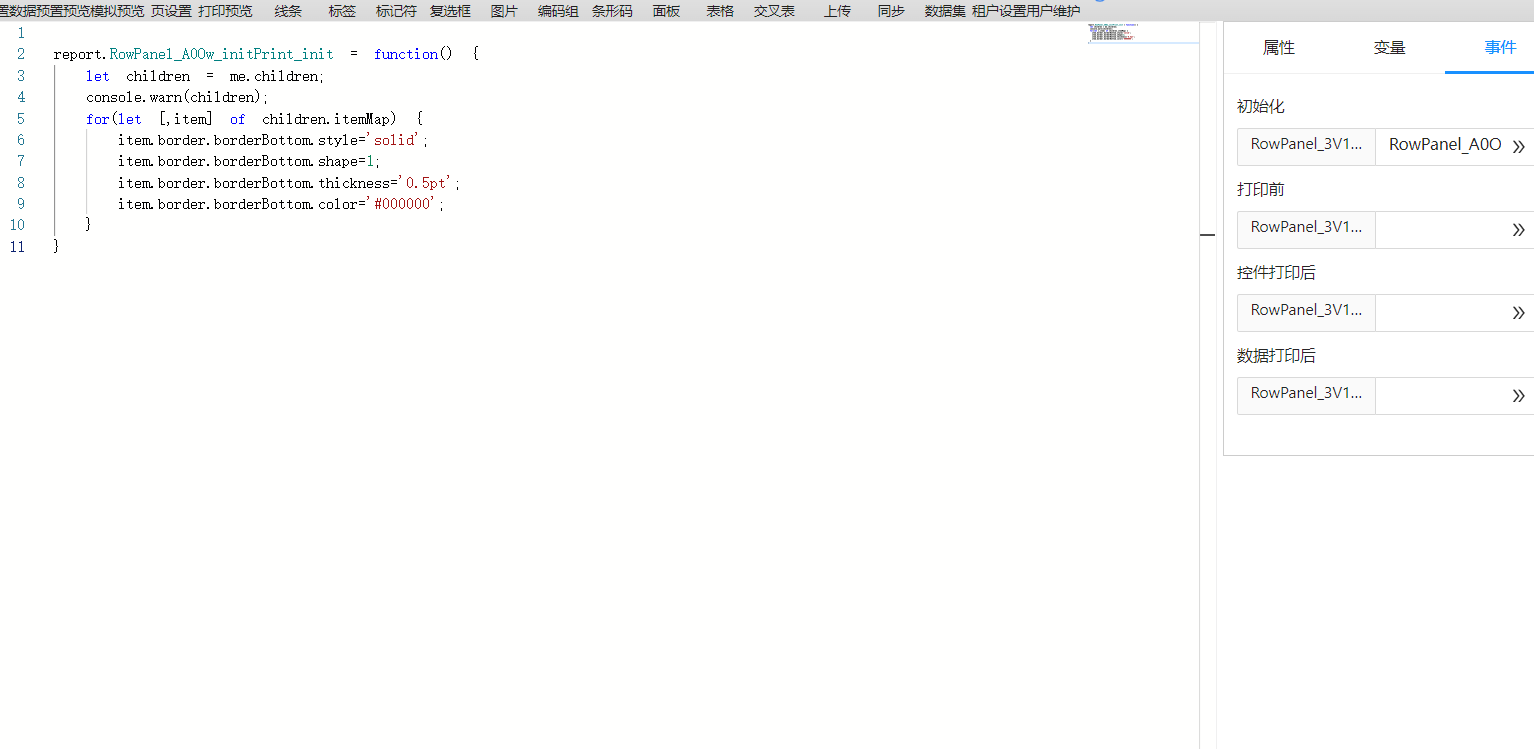 置数据预置预览模拟预览 页设置 打印预览 线条 标签 标记符 复选框 图片 编码组 条形码 面板 表格 交叉表 上传 同步 数据集 租户设置用户维护
1
2 report.RowPanel_A0Ow_initPrint_init = function() {
3 let children = me.children;
4 console.warn(children);
5 for(let [,item] of children.itemMap) {
6 item.border.borderBottom.style='solid';
7 item.border.borderBottom.shape=1;
8 item.border.borderBottom.thickness='0.5pt';
9 item.border.borderBottom.color='#000000';
10 }
11 }
属性 变量 事件
初始化
RowPanel_3V1... RowPanel_A0O »
打印前
RowPanel_3V1... »
控件打印后
RowPanel_3V1... »
数据打印后
RowPanel_3V1... »